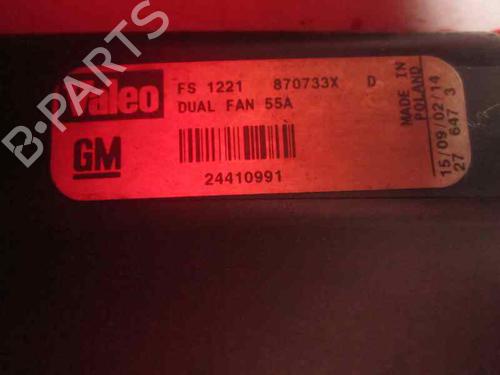 B-PARTS
Valeo
FS 1221 870733X D
DUAL FAN 55A
GM
24410991
MADE IN
POLAND
15/09/02/14
27 647 3